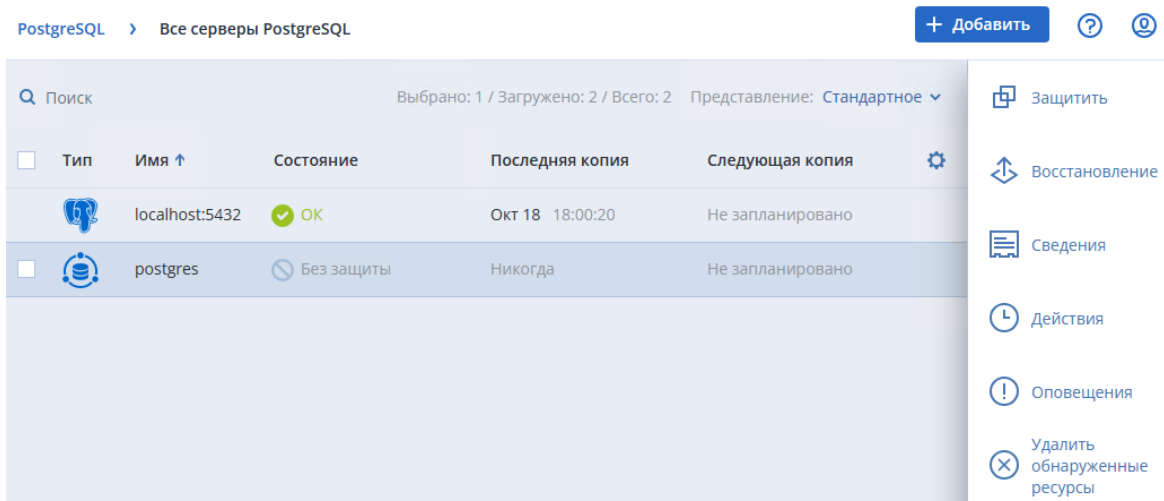 PostgreSQL > Все серверы PostgreSQL
+ Добавить
Поиск
Выбрано: 1 / Загружено: 2 / Всего: 2 Представление: Стандартное
Тип Имя ↑ Состояние Последняя копия Следующая копия
localhost:5432 ОК Окт 18 18:00:20 Не запланировано
postgres Без защиты Никогда Не запланировано
Защитить
Восстановление
Сведения
Действия
Оповещения
Удалить
обнаруженные
ресурсы